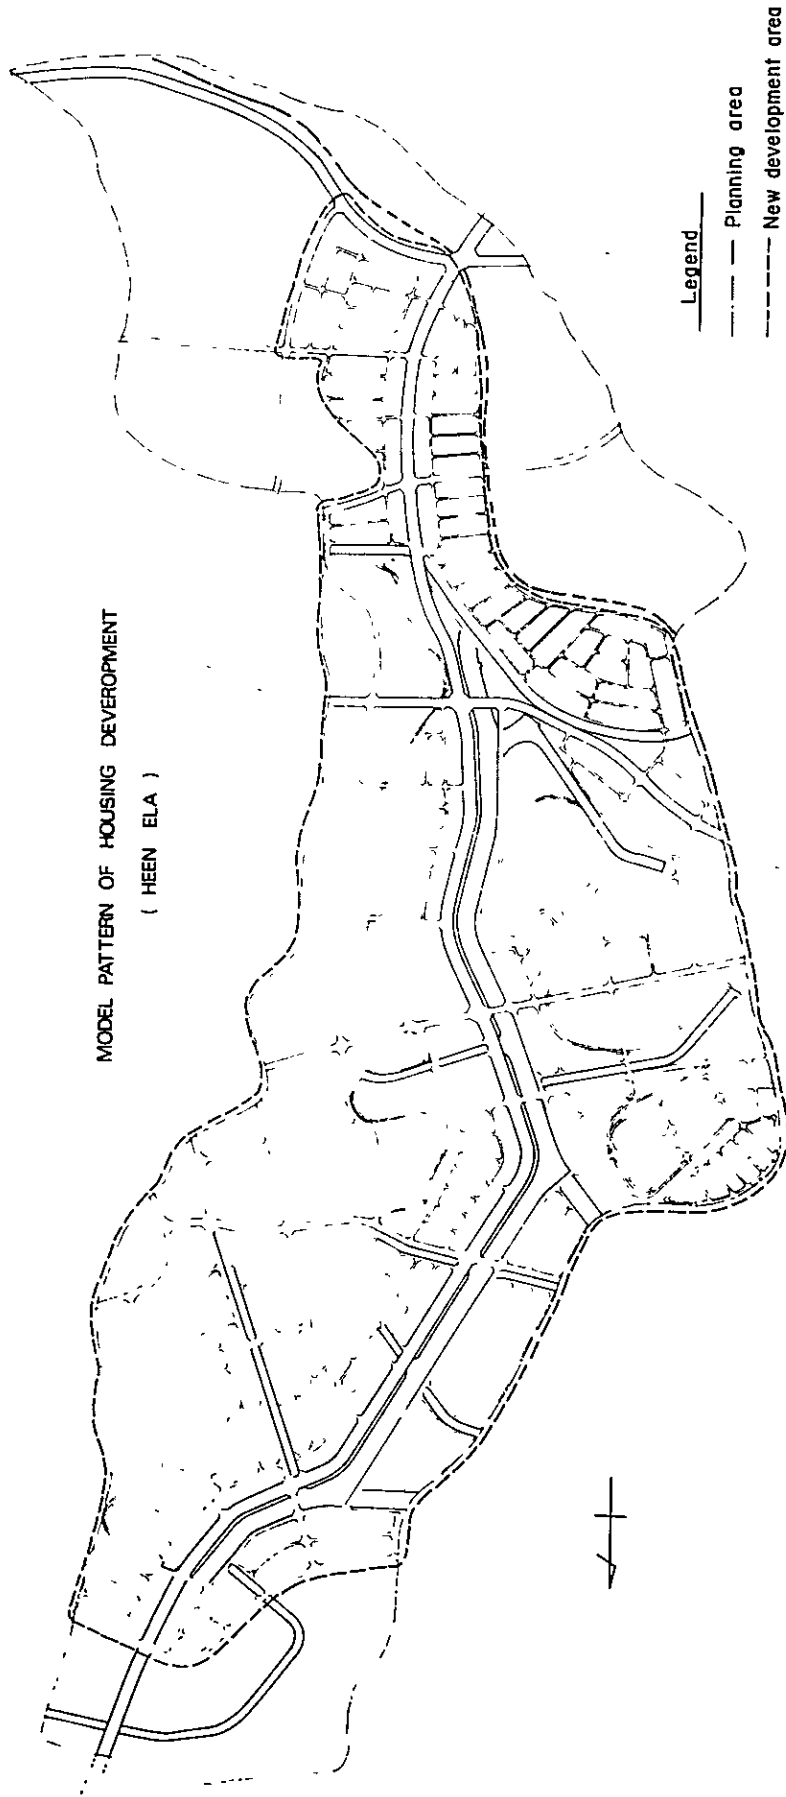 MODEL PATTERN OF HOUSING DEVEROPMENT
( HEEN ELA )
Legend
Planning area
New development area